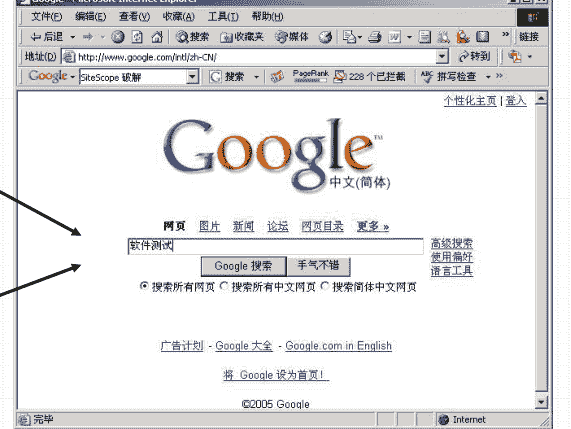 Google - Microsoft Internet Explorer
文件(F) 编辑(E) 查看(V) 收藏(A) 工具(T) 帮助(H)
后退 搜索 收藏夹 媒体 » 链接
地址(D) http://www.google.com/intl/zh-CN/ 转到
Google SiteScope 破解 搜索 PageRank 228 个已拦截 拼写检查 »
个性化主页 | 登入
Google™
中文(简体)
网页 图片 新闻 论坛 网页目录 更多 »
软件测试 高级搜索
使用偏好
Google 搜索 手气不错 语言工具
搜索所有网页 搜索所有中文网页 搜索简体中文网页
广告计划 - Google 大全 - Google.com in English
将 Google 设为首页!
©2005 Google
完毕 Internet